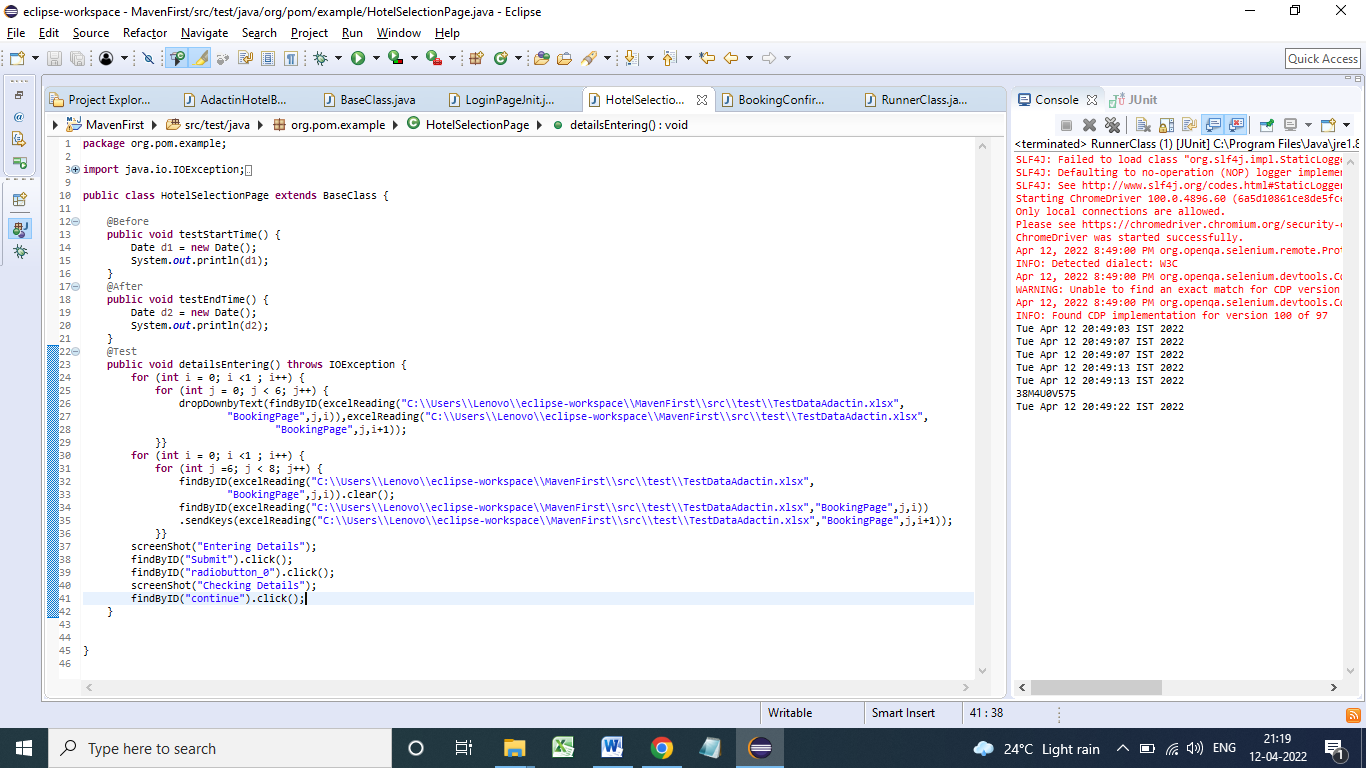 eclipse-workspace - MavenFirst/src/test/java/org/pom/example/HotelSelectionPage.java - Eclipse
File Edit Source Refactor Navigate Search Project Run Window Help
Quick Access
Project Explor... AdactinHotelB... BaseClass.java LoginPageJnit.j... HotelSelectio... BookingConfir... RunnerClass.ja...
MavenFirst src/test/java org.pom.example HotelSelectionPage detailsEntering() : void
1 package org.pom.example;
2
3 import java.io.IOException;
9
10 public class HotelSelectionPage extends BaseClass {
11
12 @Before
13 public void testStartTime() {
14 Date d1 = new Date();
15 System.out.println(d1);
16 }
17 @After
18 public void testEndTime() {
19 Date d2 = new Date();
20 System.out.println(d2);
21 }
22 @Test
23 public void detailsEntering() throws IOException {
24 for (int i = 0; i <1 ; i++) {
25 for (int j = 0; j < 6; j++) {
26 dropDownbyText(findByID(excelReading("C:\\Users\\Lenovo\\eclipse-workspace\\MavenFirst\\src\\test\\TestDataAdactin.xlsx",
27 "BookingPage",j,i)),excelReading("C:\\Users\\Lenovo\\eclipse-workspace\\MavenFirst\\src\\test\\TestDataAdactin.xlsx",
28 "BookingPage",j,i+1));
29 }}
30 for (int i = 0; i <1 ; i++) {
31 for (int j =6; j < 8; j++) {
32 findByID(excelReading("C:\\Users\\Lenovo\\eclipse-workspace\\MavenFirst\\src\\test\\TestDataAdactin.xlsx",
33 "BookingPage",j,i)).clear();
34 findByID(excelReading("C:\\Users\\Lenovo\\eclipse-workspace\\MavenFirst\\src\\test\\TestDataAdactin.xlsx","BookingPage",j,i))
35 .sendKeys(excelReading("C:\\Users\\Lenovo\\eclipse-workspace\\MavenFirst\\src\\test\\TestDataAdactin.xlsx","BookingPage",j,i+1));
36 }}
37 screenShot("Entering Details");
38 findByID("Submit").click();
39 findByID("radiobutton_0").click();
40 screenShot("Checking Details");
41 findByID("continue").click();
42 }
43
44
45 }
46
Console JUnit
<terminated> RunnerClass (1) [JUnit] C:\Program Files\Java\jre1.8
SLF4J: Failed to load class "org.slf4j.impl.StaticLogge
SLF4J: Defaulting to no-operation (NOP) logger implemen
SLF4J: See http://www.slf4j.org/codes.html#StaticLogger
Starting ChromeDriver 100.0.4896.60 (6a5d10861ce8de5fce
Only local connections are allowed.
Please see https://chromedriver.chromium.org/security-c
ChromeDriver was started successfully.
Apr 12, 2022 8:49:00 PM org.openqa.selenium.remote.Prot
INFO: Detected dialect: W3C
Apr 12, 2022 8:49:00 PM org.openqa.selenium.devtools.Cd
WARNING: Unable to find an exact match for CDP version
Apr 12, 2022 8:49:00 PM org.openqa.selenium.devtools.Cd
INFO: Found CDP implementation for version 100 of 97
Tue Apr 12 20:49:03 IST 2022
Tue Apr 12 20:49:07 IST 2022
Tue Apr 12 20:49:07 IST 2022
Tue Apr 12 20:49:13 IST 2022
Tue Apr 12 20:49:13 IST 2022
38M4U0V575
Tue Apr 12 20:49:22 IST 2022
Writable Smart Insert 41 : 38
Type here to search
24°C Light rain ENG
21:19
12-04-2022
1